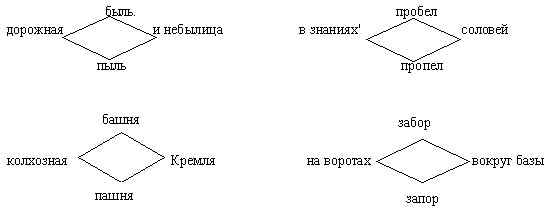 быль.
дорожная и небылица
пыль
пробел
в знаниях' соловей
пропел
башня
колхозная Кремля
пашня
забор
на воротах вокруг базы
запор